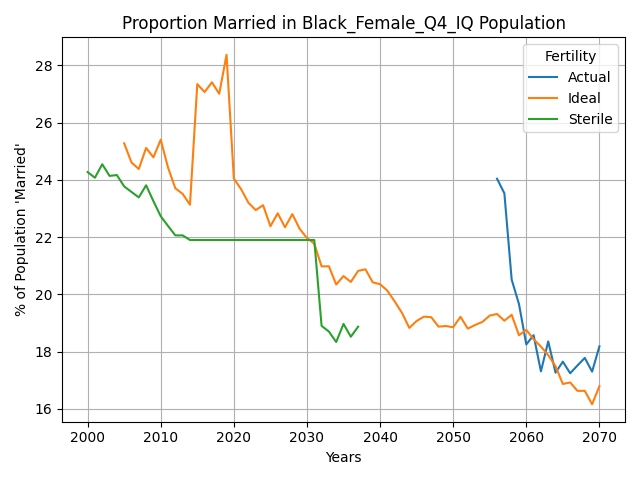 Proportion Married in Black_Female_Q4_IQ Population
Fertility
Actual
Ideal
Sterile
% of Population 'Married'
28
26
24
22
20
18
16
2000 2010 2020 2030 2040 2050 2060 2070
Years